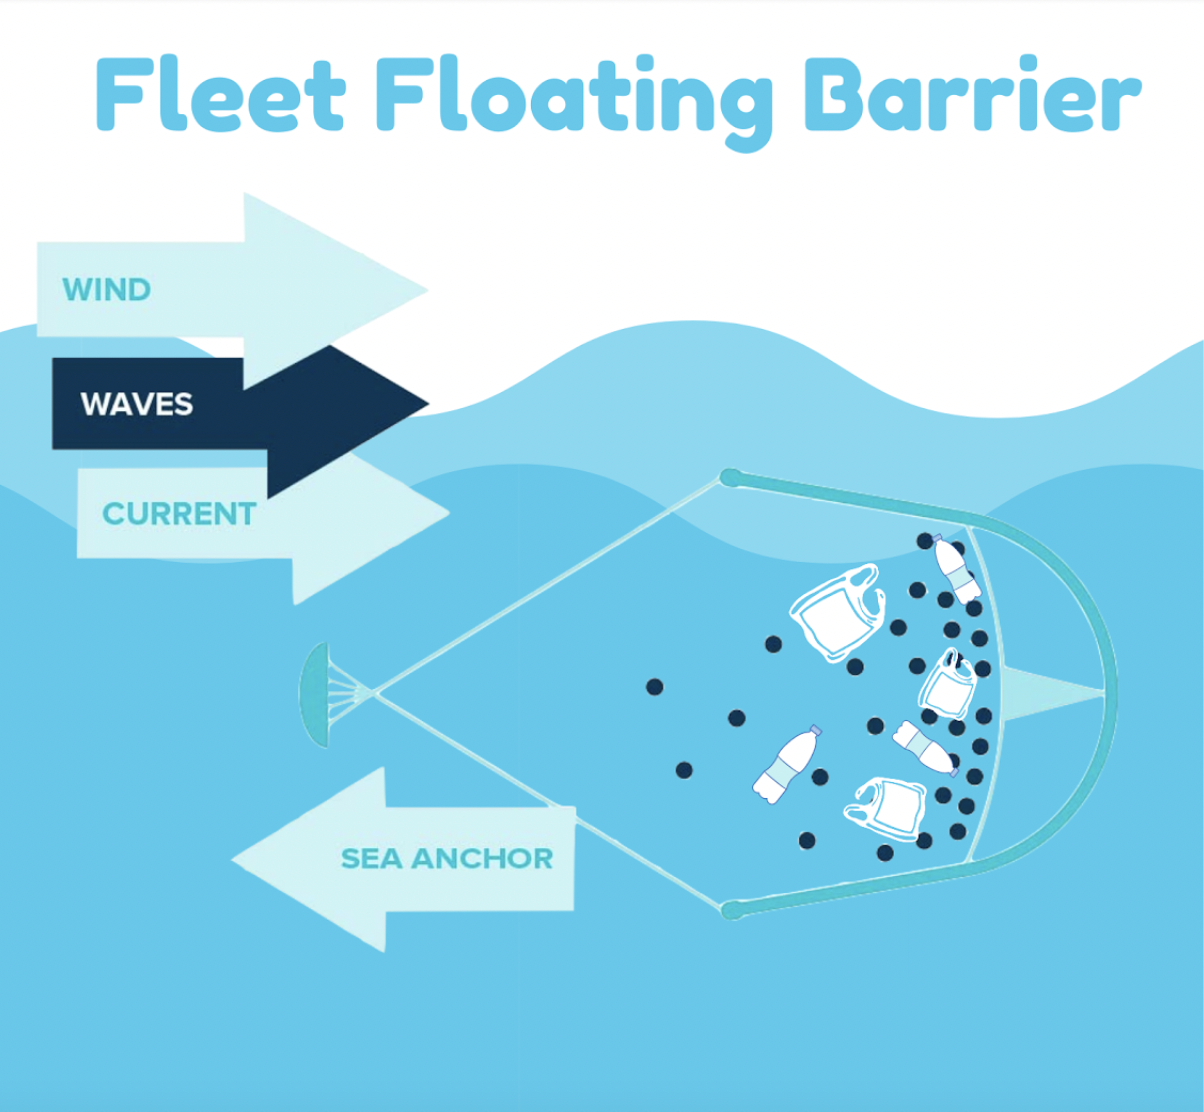 Fleet Floating Barrier
WIND
WAVES
CURRENT
SEA ANCHOR